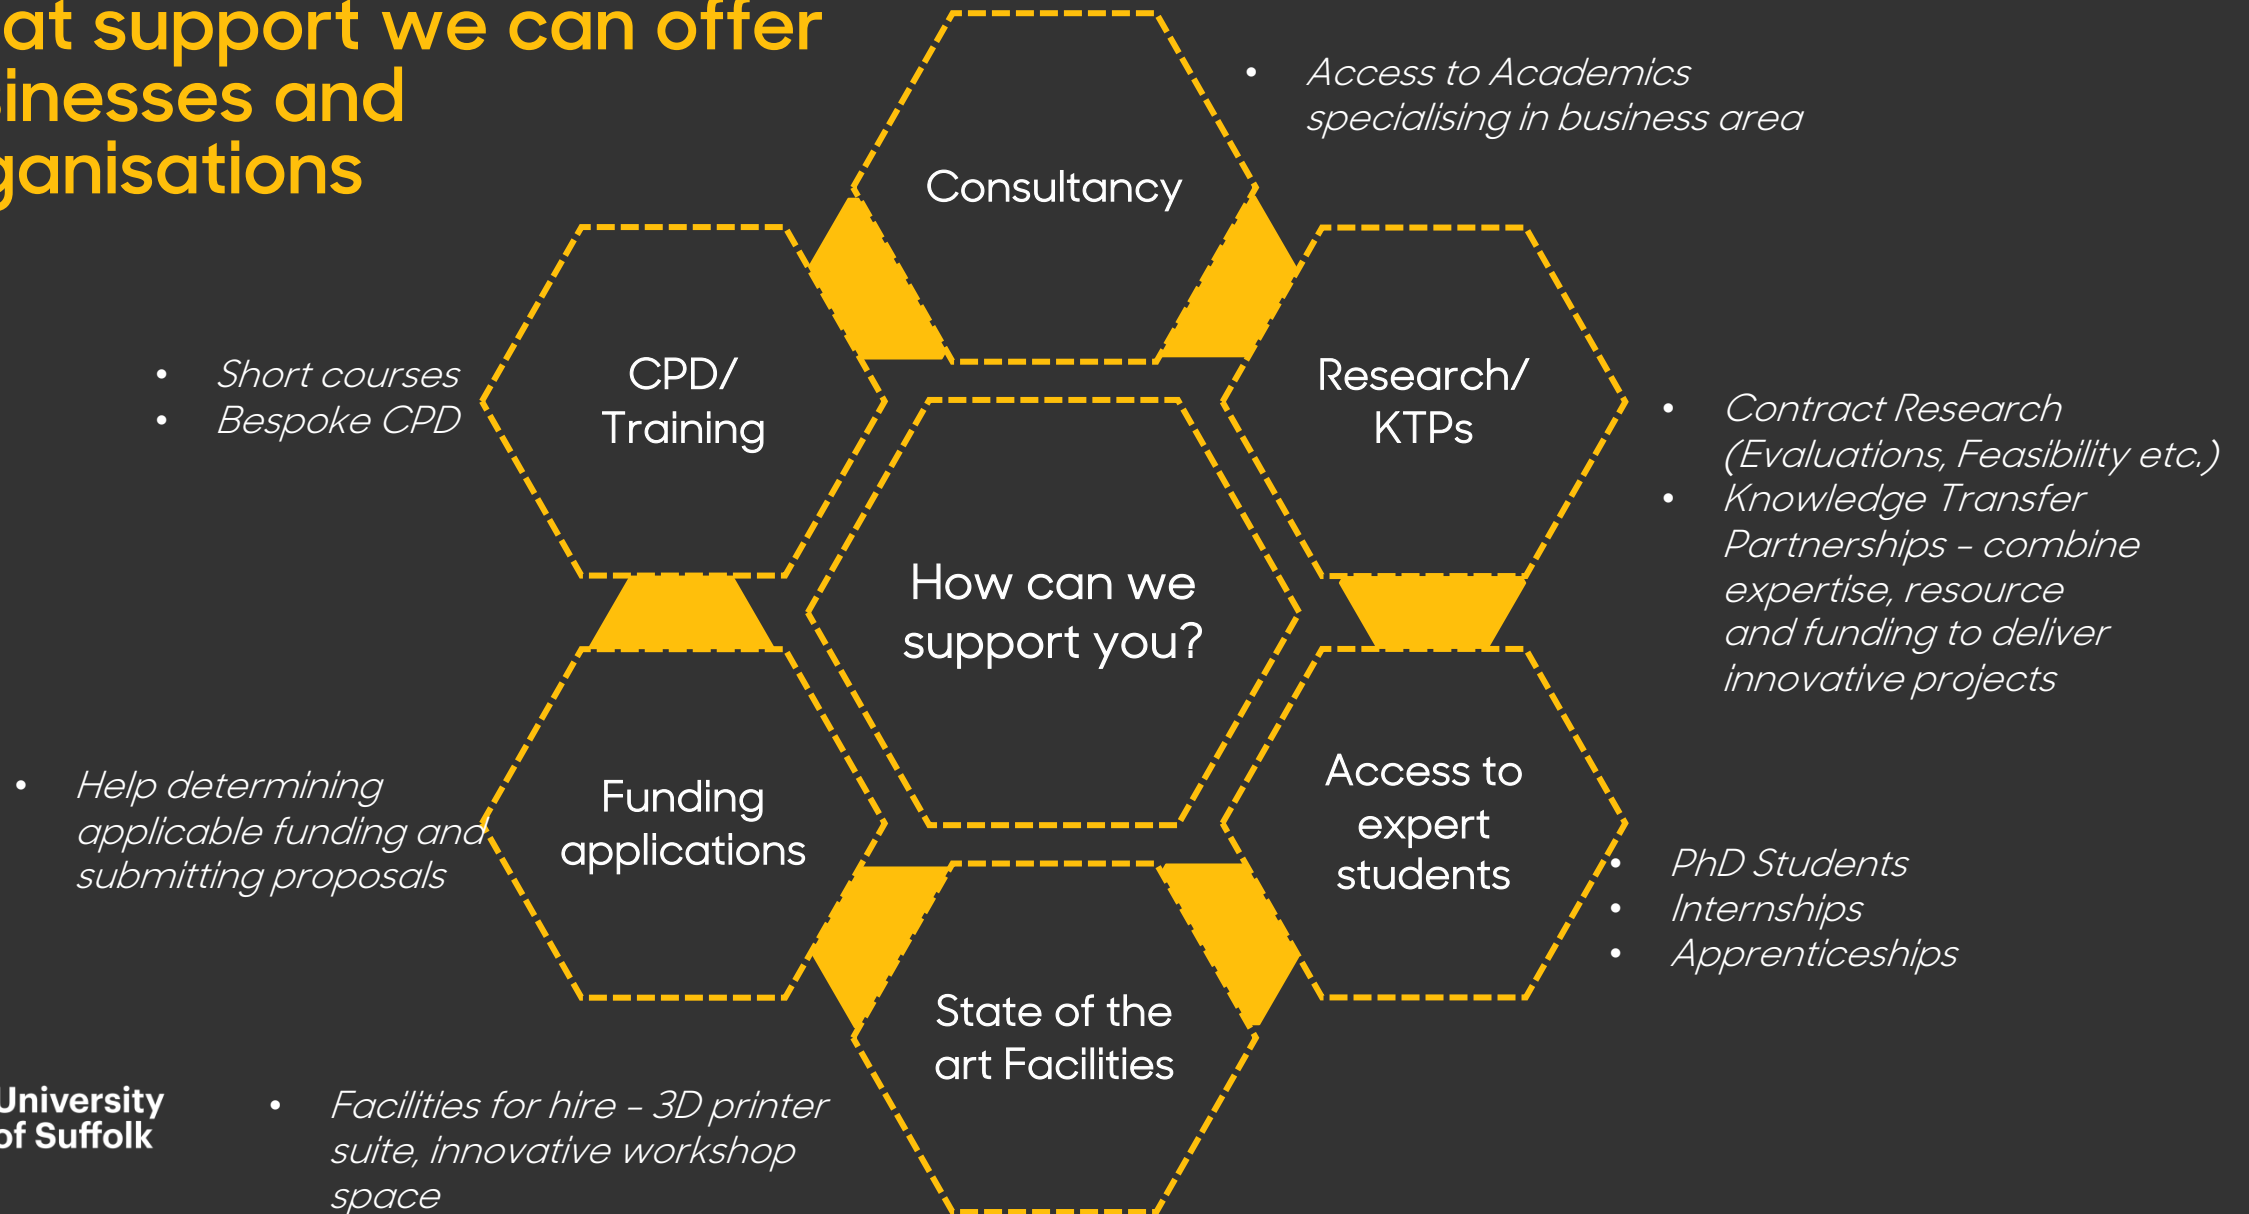 at support we can offer
inesses and
ganisations
Consultancy
• Access to Academics
specialising in business area
CPD/
Training
• Short courses
• Bespoke CPD
Research/
KTPs
• Contract Research
(Evaluations, Feasibility etc.)
• Knowledge Transfer
Partnerships – combine
expertise, resource
and funding to deliver
innovative projects
How can we
support you?
Funding
applications
• Help determining
applicable funding and
submitting proposals
Access to
expert
students
• PhD Students
• Internships
• Apprenticeships
State of the
art Facilities
• Facilities for hire – 3D printer
suite, innovative workshop
space
University
of Suffolk